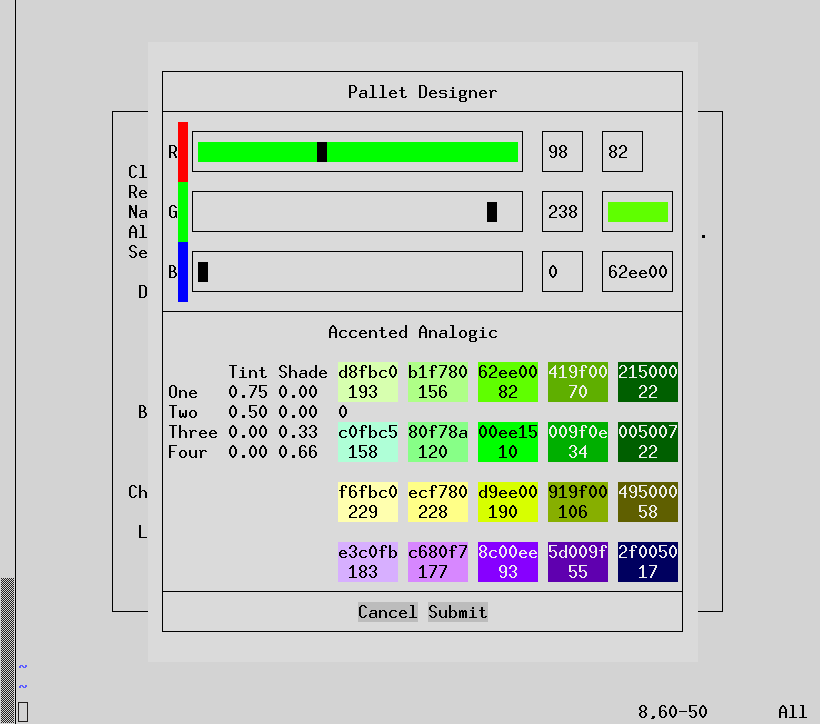 Pallet Designer
R 98 82
Cl
Re
Na G 238
Al
Se .
B 0 62ee00
D
Accented Analogic
Tint Shade d8fbc0 b1f780 62ee00 419f00 215000
One 0.75 0.00 193 156 82 70 22
B Two 0.50 0.00 0
Three 0.00 0.33 c0fbc5 80f78a 00ee15 009f0e 005007
Four 0.00 0.66 158 120 10 34 22
Ch f6fbc0 ecf780 d9ee00 919f00 495000
229 228 190 106 58
L
e3c0fb c680f7 8c00ee 5d009f 2f0050
183 177 93 55 17
Cancel Submit
~
~
8,60-50 All